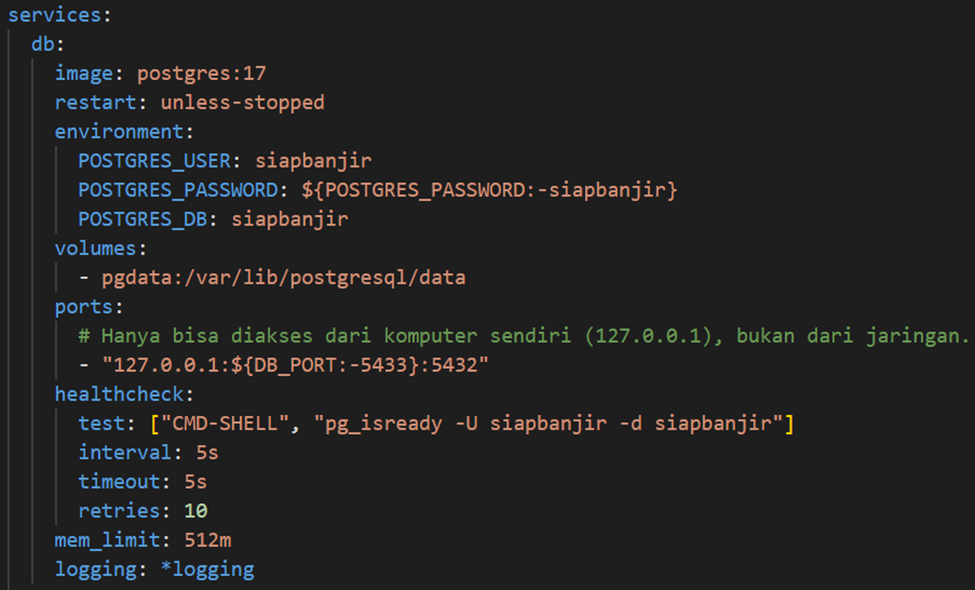 services:
  db:
    image: postgres:17
    restart: unless-stopped
    environment:
      POSTGRES_USER: siapbanjir
      POSTGRES_PASSWORD: ${POSTGRES_PASSWORD:-siapbanjir}
      POSTGRES_DB: siapbanjir
    volumes:
      - pgdata:/var/lib/postgresql/data
    ports:
      # Hanya bisa diakses dari komputer sendiri (127.0.0.1), bukan dari jaringan.
      - "127.0.0.1:${DB_PORT:-5433}:5432"
    healthcheck:
      test: ["CMD-SHELL", "pg_isready -U siapbanjir -d siapbanjir"]
      interval: 5s
      timeout: 5s
      retries: 10
    mem_limit: 512m
    logging: *logging